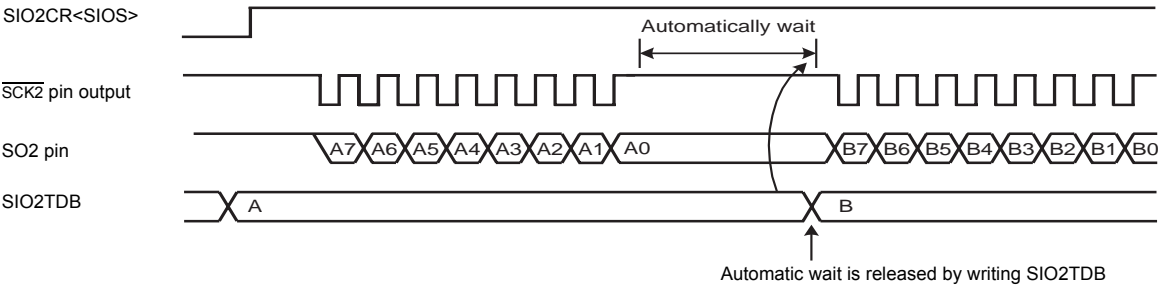 SIO2CR<SIOS>
Automatically wait
SCK2 pin output
SO2 pin
A7 A6 A5 A4 A3 A2 A1 A0 B7 B6 B5 B4 B3 B2 B1 B0
SIO2TDB
A B
Automatic wait is released by writing SIO2TDB